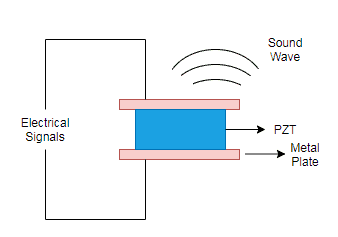 Sound
Wave
Electrical
Signals
PZT
Metal
Plate